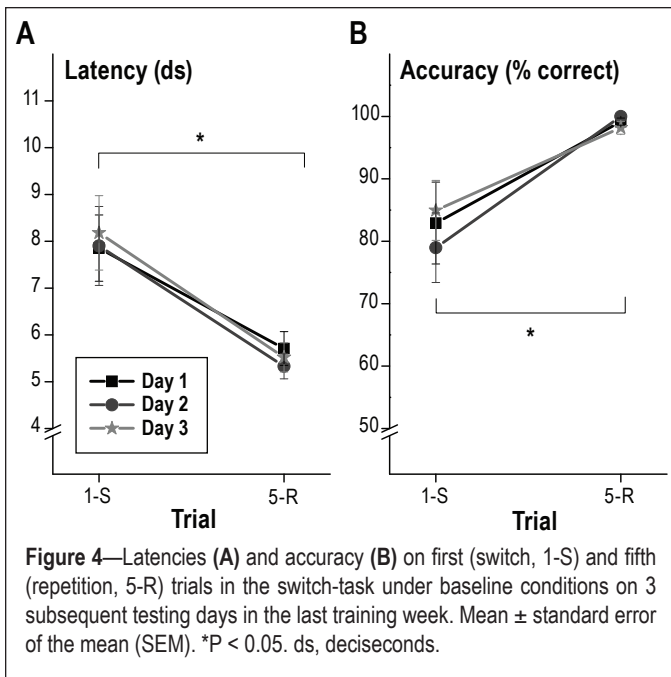 A
Latency (ds)
11
10
9
8
7
6
5
4
*
Day 1
Day 2
Day 3
1-S
5-R
Trial
B
Accuracy (% correct)
100
90
80
70
60
50
*
1-S
5-R
Trial
Figure 4—Latencies (A) and accuracy (B) on first (switch, 1-S) and fifth
(repetition, 5-R) trials in the switch-task under baseline conditions on 3
subsequent testing days in the last training week. Mean ± standard error
of the mean (SEM). *P < 0.05. ds, deciseconds.